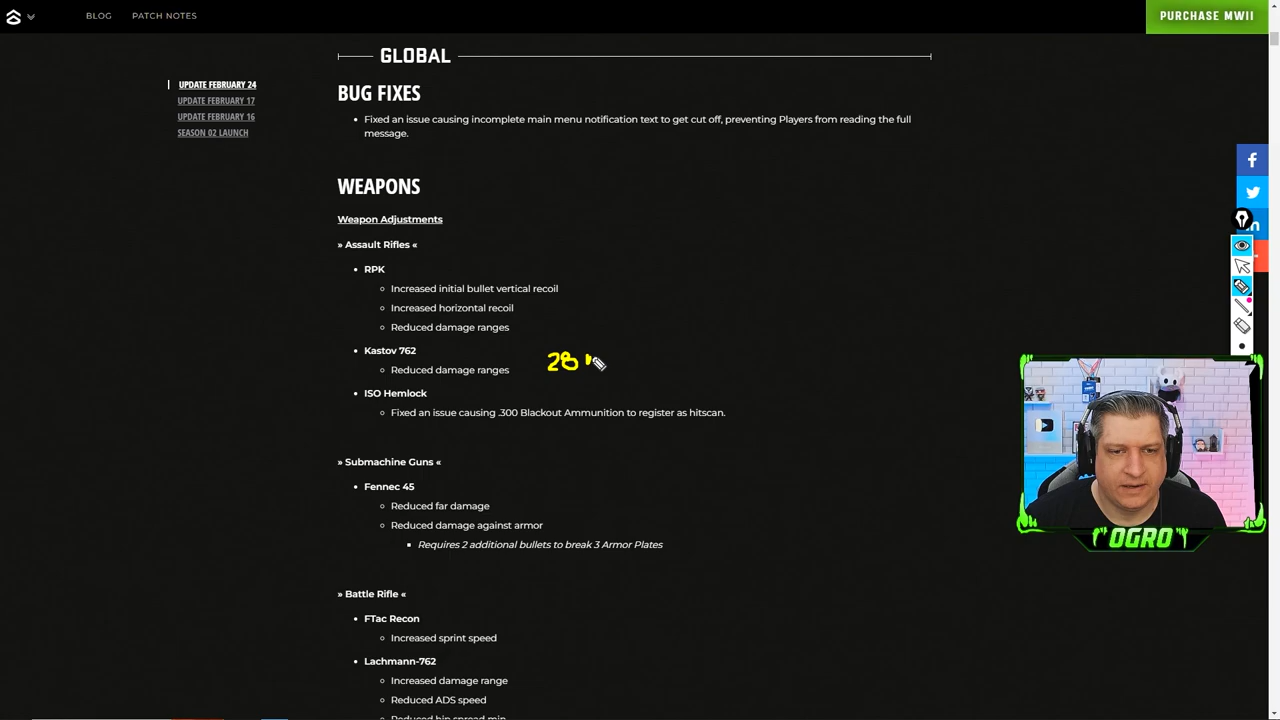 BLOG PATCH NOTES
PURCHASE MWII
GLOBAL
UPDATE FEBRUARY 24
UPDATE FEBRUARY 17
UPDATE FEBRUARY 16
SEASON 02 LAUNCH
BUG FIXES
Fixed an issue causing incomplete main menu notification text to get cut off, preventing Players from reading the full
message.
WEAPONS
Weapon Adjustments
» Assault Rifles «
RPK
Increased initial bullet vertical recoil
Increased horizontal recoil
Reduced damage ranges
Kastov 762
28
Reduced damage ranges
ISO Hemlock
Fixed an issue causing .300 Blackout Ammunition to register as hitscan.
» Submachine Guns «
Fennec 45
Reduced far damage
Reduced damage against armor
Requires 2 additional bullets to break 3 Armor Plates
» Battle Rifle «
FTac Recon
Increased sprint speed
Lachmann-762
Increased damage range
Reduced ADS speed
Reduced hip spread min
OGRO